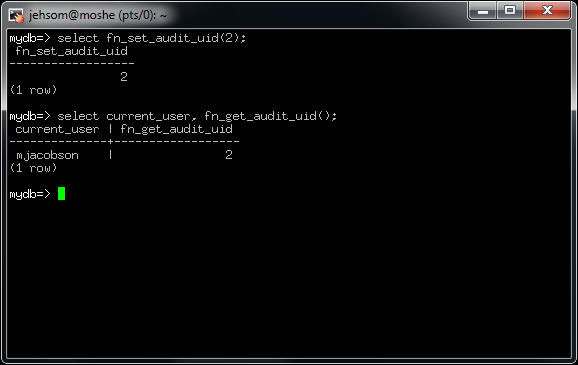 jehsom@moshe (pts/0): ~
mydb=> select fn_set_audit_uid(2);
 fn_set_audit_uid
------------------
                2
(1 row)
mydb=> select current_user, fn_get_audit_uid();
 current_user | fn_get_audit_uid
--------------+------------------
 mjacobson    |                2
(1 row)
mydb=>